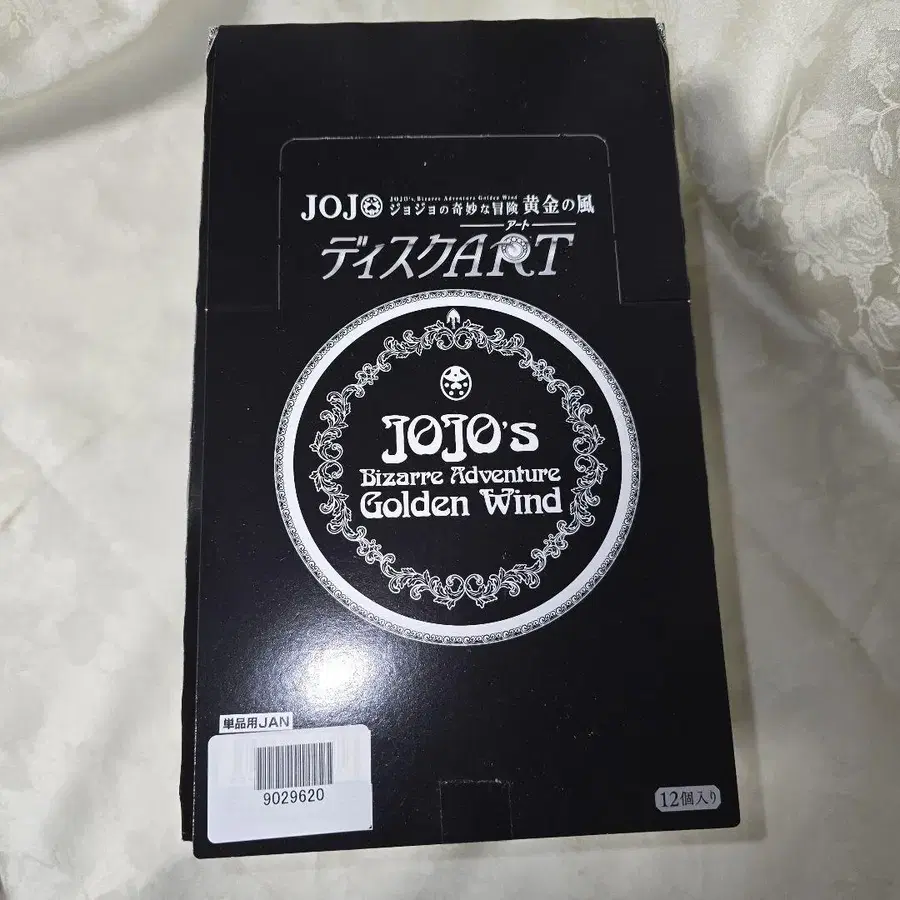 JOJO JOJO's Bizarre Adventure Golden Wind
ジョジョの奇妙な冒険 黄金の風
アート
ディスクART
JOJO's
Bizarre Adventure
Golden Wind
単品用JAN
9029620
12個入り